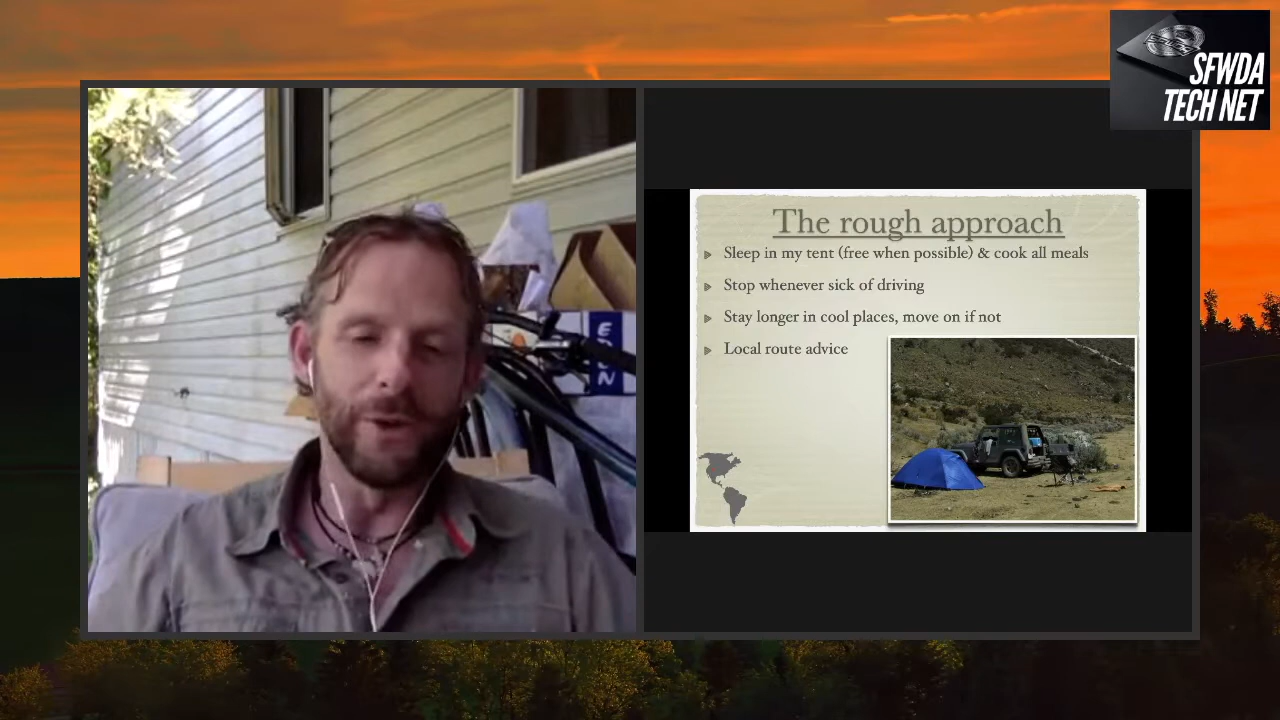 SFWDA
TECH NET
The rough approach
Sleep in my tent (free when possible) & cook all meals
Stop whenever sick of driving
Stay longer in cool places, move on if not
Local route advice